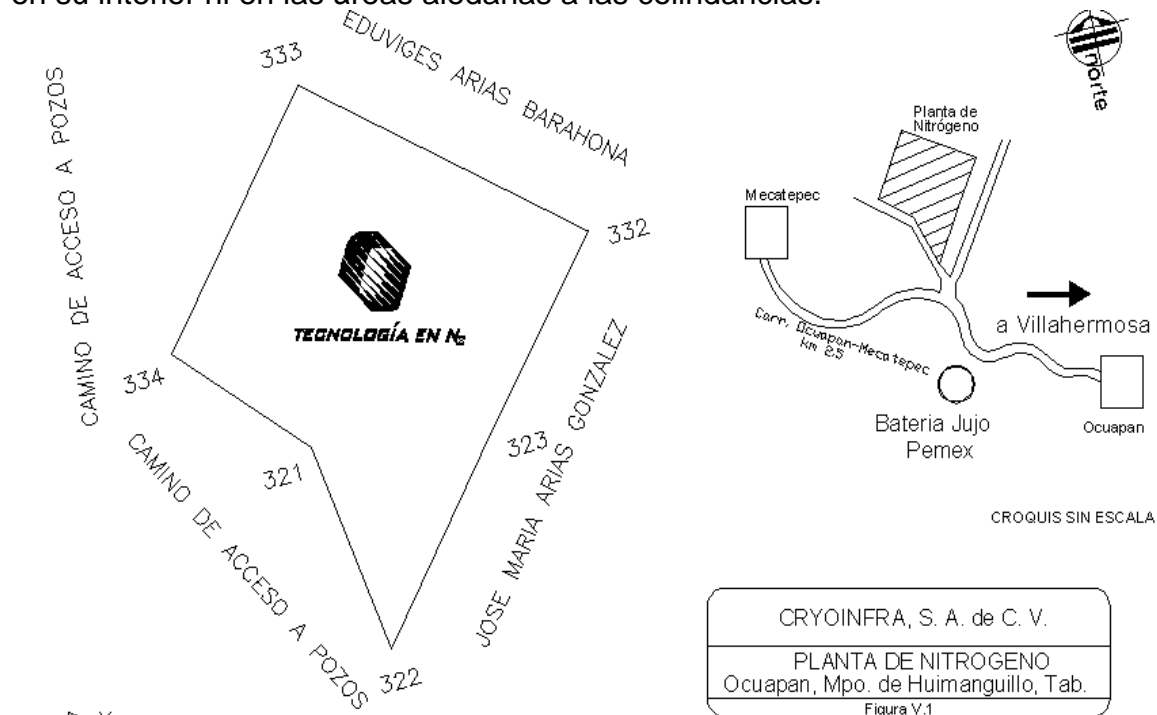 en su interior ni en las áreas aledañas a las colindancias.
EDUVIGES ARIAS BARAHONA
333
CAMINO DE ACCESO A POZOS
332
TECNOLOGÍA EN N2
334
321
323
JOSE MARIA ARIAS GONZALEZ
CAMINO DE ACCESO A POZOS
322
norte
Planta de
Nitrógeno
Mecatepec
a Villahermosa
Carr. Ocuapan-Mecatepec
km 25
Bateria Jujo
Pemex
Ocuapan
CROQUIS SIN ESCALA
CRYOINFRA, S. A. de C. V.
PLANTA DE NITROGENO
Ocuapan, Mpo. de Huimanguillo, Tab.
Figura V.1